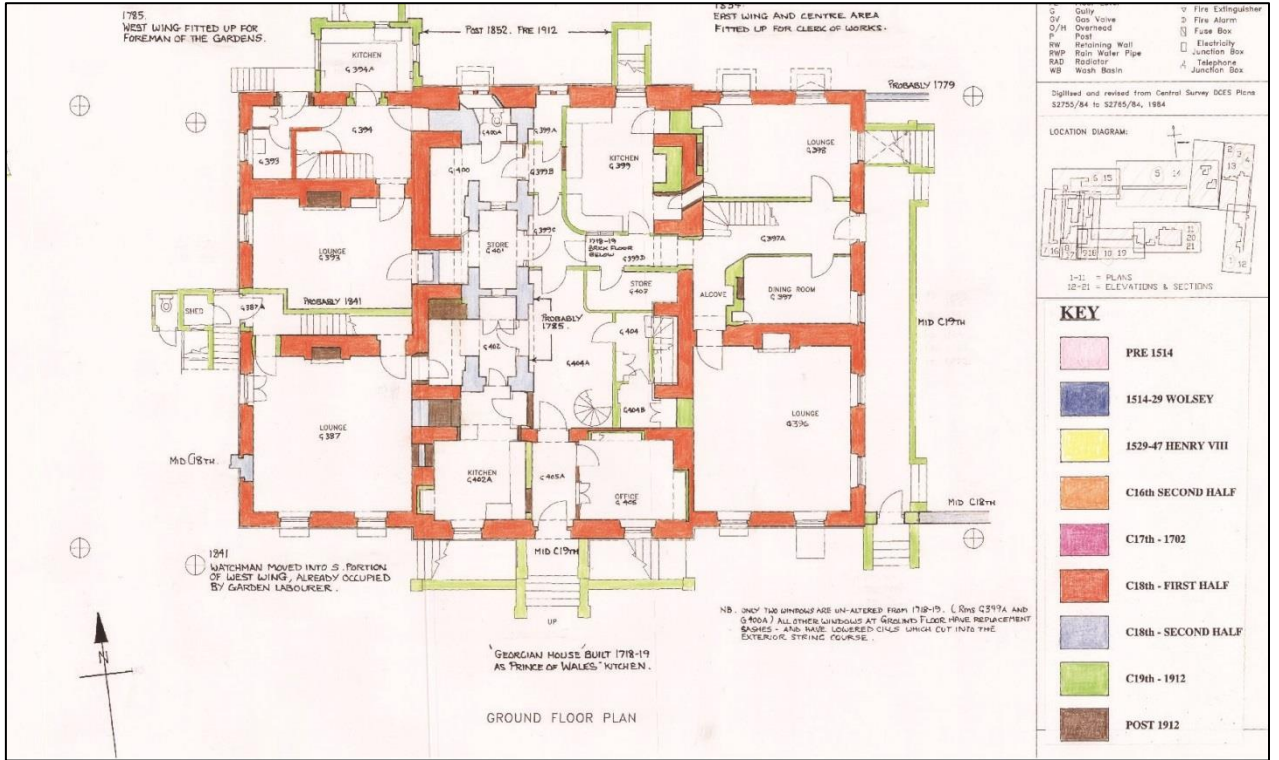 1785.
WEST WING FITTED UP FOR
FOREMAN OF THE GARDENS.
POST 1852. PRE 1912
EAST WING AND CENTRE AREA
FITTED UP FOR CLERK OF WORKS.
PROBABLY 1779
G Gully
GV Gas Valve
O/H Overhead
P Post
RW Retaining Wall
RWP Rain Water Pipe
RAD Radiator
WB Wash Basin
Fire Extinguisher
Fire Alarm
Fuse Box
Electricity
Junction Box
Telephone
Junction Box
Digitised and revised from Central Survey DOES Plans
S2755/84 to S2765/84, 1984
LOCATION DIAGRAM:
1-11 = PLANS
12-21 = ELEVATIONS & SECTIONS
KITCHEN
G394A
G394
G395
G400A
G399A
G400
G399B
KITCHEN
G399
LOUNGE
G398
LOUNGE
G393
STORE
G401
G399C
1718-19
BRICK FLOOR
BELOW
G399D
G397A
STORE
G403
ALCOVE
DINING ROOM
G397
PROBABLY 1841
SHED
G387A
PROBABLY
1785.
G402
G404
G404A
G404B
LOUNGE
G387
LOUNGE
G396
MID C19TH
MID C18TH.
KITCHEN
G402A
G405A
OFFICE
G405
MID C18TH
MID C19TH
UP
1841
WATCHMAN MOVED INTO S. PORTION
OF WEST WING, ALREADY OCCUPIED
BY GARDEN LABOURER.
NB. ONLY TWO WINDOWS ARE UN-ALTERED FROM 1718-19. (RMS G399A AND
G400A) ALL OTHER WINDOWS AT GROUND FLOOR HAVE REPLACEMENT
SASHES - AND HAVE LOWERED CILLS WHICH CUT INTO THE
EXTERIOR STRING COURSE.
N
'GEORGIAN HOUSE' BUILT 1718-19
AS PRINCE OF WALES' KITCHEN.
GROUND FLOOR PLAN
KEY
PRE 1514
1514-29 WOLSEY
1529-47 HENRY VIII
C16th SECOND HALF
C17th - 1702
C18th - FIRST HALF
C18th - SECOND HALF
C19th - 1912
POST 1912